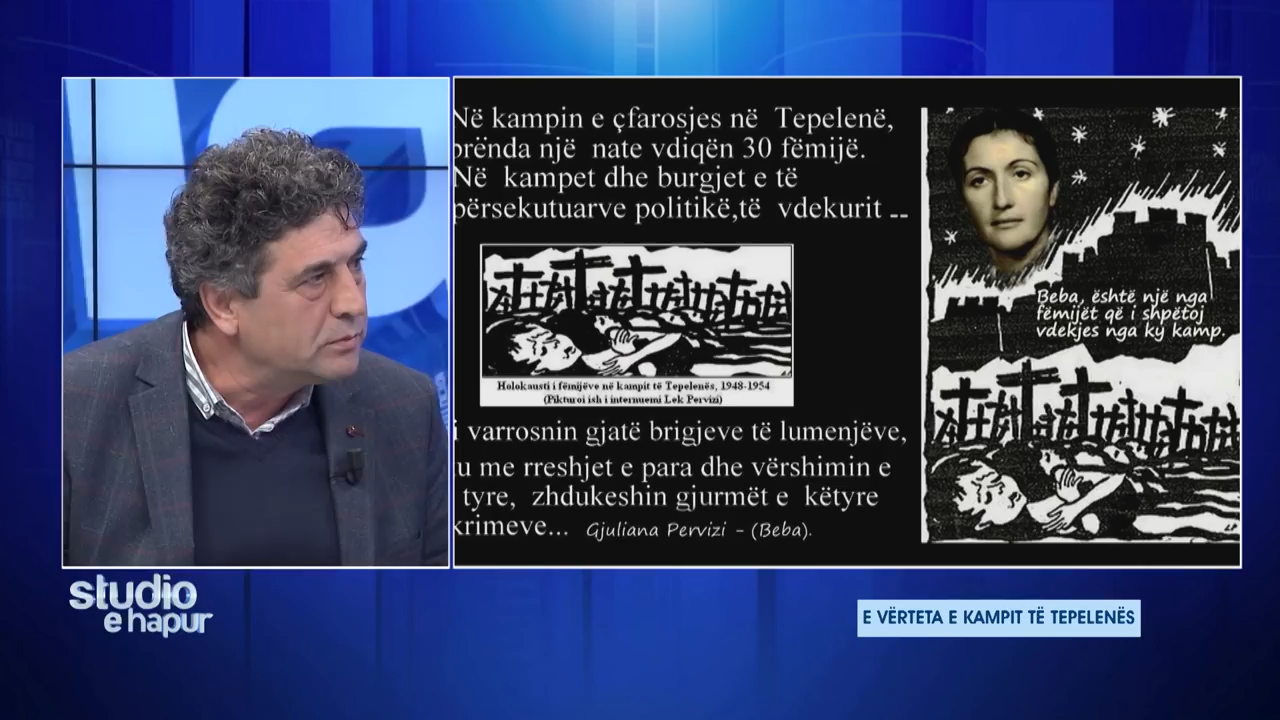 Në kampin e çfarosjes në Tepelenë,
brënda një nate vdiqën 30 fëmijë.
Në kampet dhe burgjet e të
përsekutuarve politikë,të vdekurit --
Holokausti i fëmijëve në kampit të Tepelenës, 1948-1954
(Pikturoi ish i internuemi Lek Pervizi)
i varrosnin gjatë brigjeve të lumenjëve,
u me rreshjet e para dhe vërshimin e
tyre, zhdukeshin gjurmët e këtyre
krimeve... Gjuliana Pervizi - (Beba).
Beba, është një nga
fëmijët që i shpëtoj
vdekjes nga ky kamp.
studio
e hapur
E VËRTETA E KAMPIT TË TEPELENËS